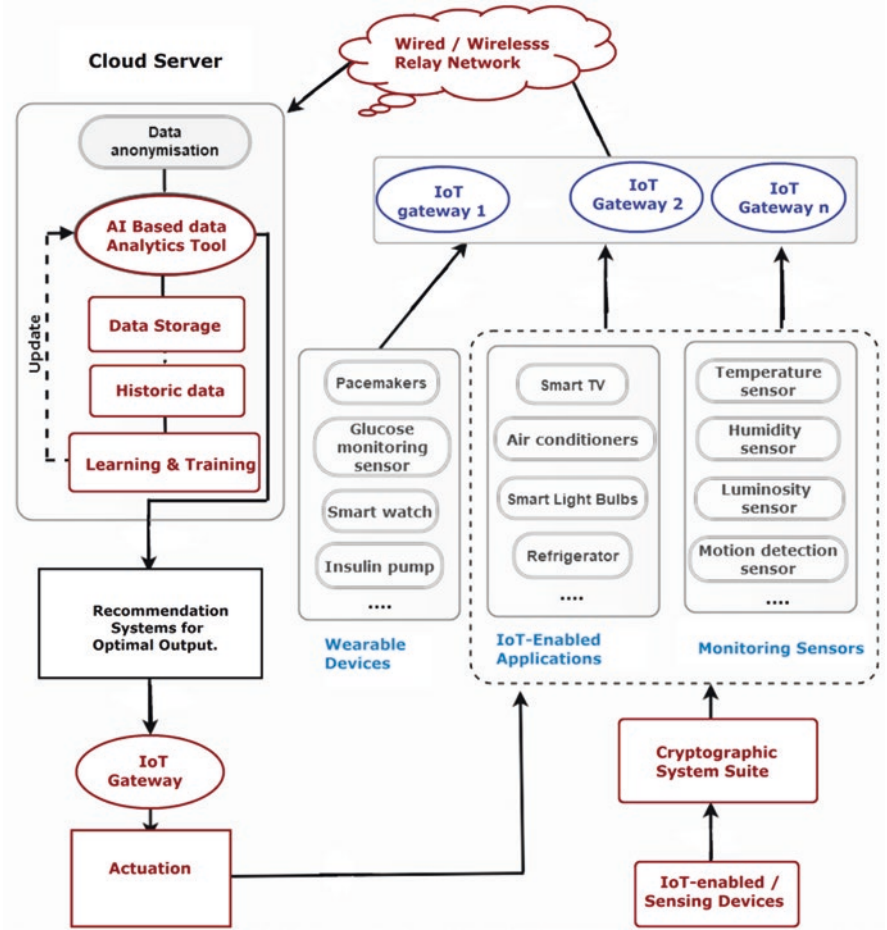 Wired / Wirelesss
Relay Network
Cloud Server
Data
anonymisation
AI Based data
Analytics Tool
Data Storage
Historic data
Learning & Training
Update
IoT
gateway 1
IoT
Gateway 2
IoT
Gateway n
Pacemakers
Glucose
monitoring
sensor
Smart watch
Insulin pump
....
Wearable
Devices
Smart TV
Air conditioners
Smart Light Bulbs
Refrigerator
....
IoT-Enabled
Applications
Temperature
sensor
Humidity
sensor
Luminosity
sensor
Motion detection
sensor
....
Monitoring Sensors
Recommendation
Systems for
Optimal Output.
IoT
Gateway
Actuation
Cryptographic
System Suite
IoT-enabled /
Sensing Devices